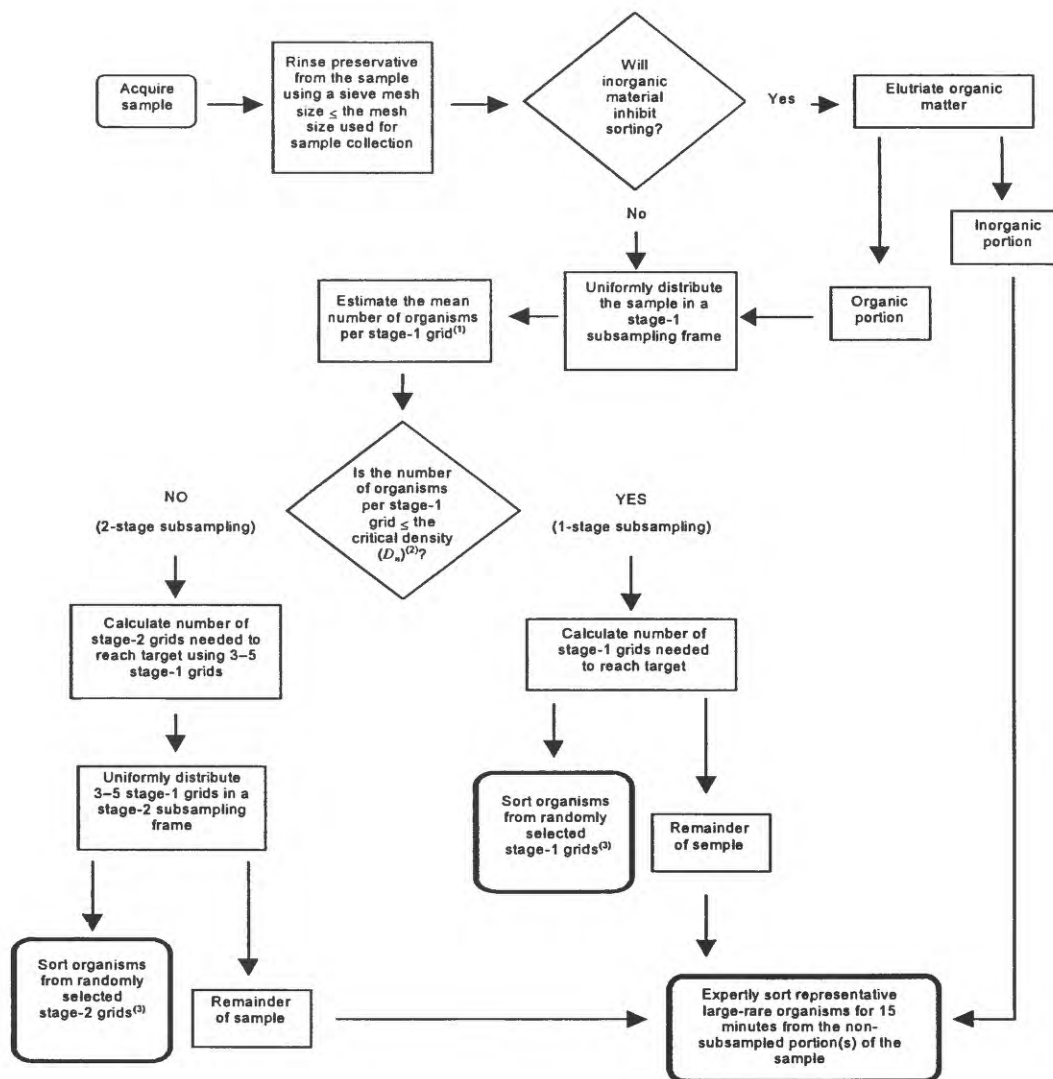 Acquire
sample
Rinse preservative
from the sample
using a sieve mesh
size ≤ the mesh
size used for
sample collection
Will
inorganic
material
inhibit
sorting?
Yes
Elutriate organic
matter
No
Inorganic
portion
Organic
portion
Uniformly distribute
the sample in a
stage-1
subsampling frame
Estimate the mean
number of organisms
per stage-1 grid(1)
Is the number
of organisms
per stage-1
grid ≤ the
critical density
(Dn)(2)?
NO
(2-stage subsampling)
YES
(1-stage subsampling)
Calculate number of
stage-2 grids needed to
reach target using 3–5
stage-1 grids
Calculate number of
stage-1 grids needed
to reach target
Uniformly distribute
3–5 stage-1 grids in a
stage-2 subsampling
frame
Sort organisms
from randomly
selected
stage-1 grids(3)
Remainder
of semple
Sort organisms
from randomly
selected
stage-2 grids(3)
Remainder
of sample
Expertly sort representative
large-rare organisms for 15
minutes from the non-
subsampled portion(s) of the
sample